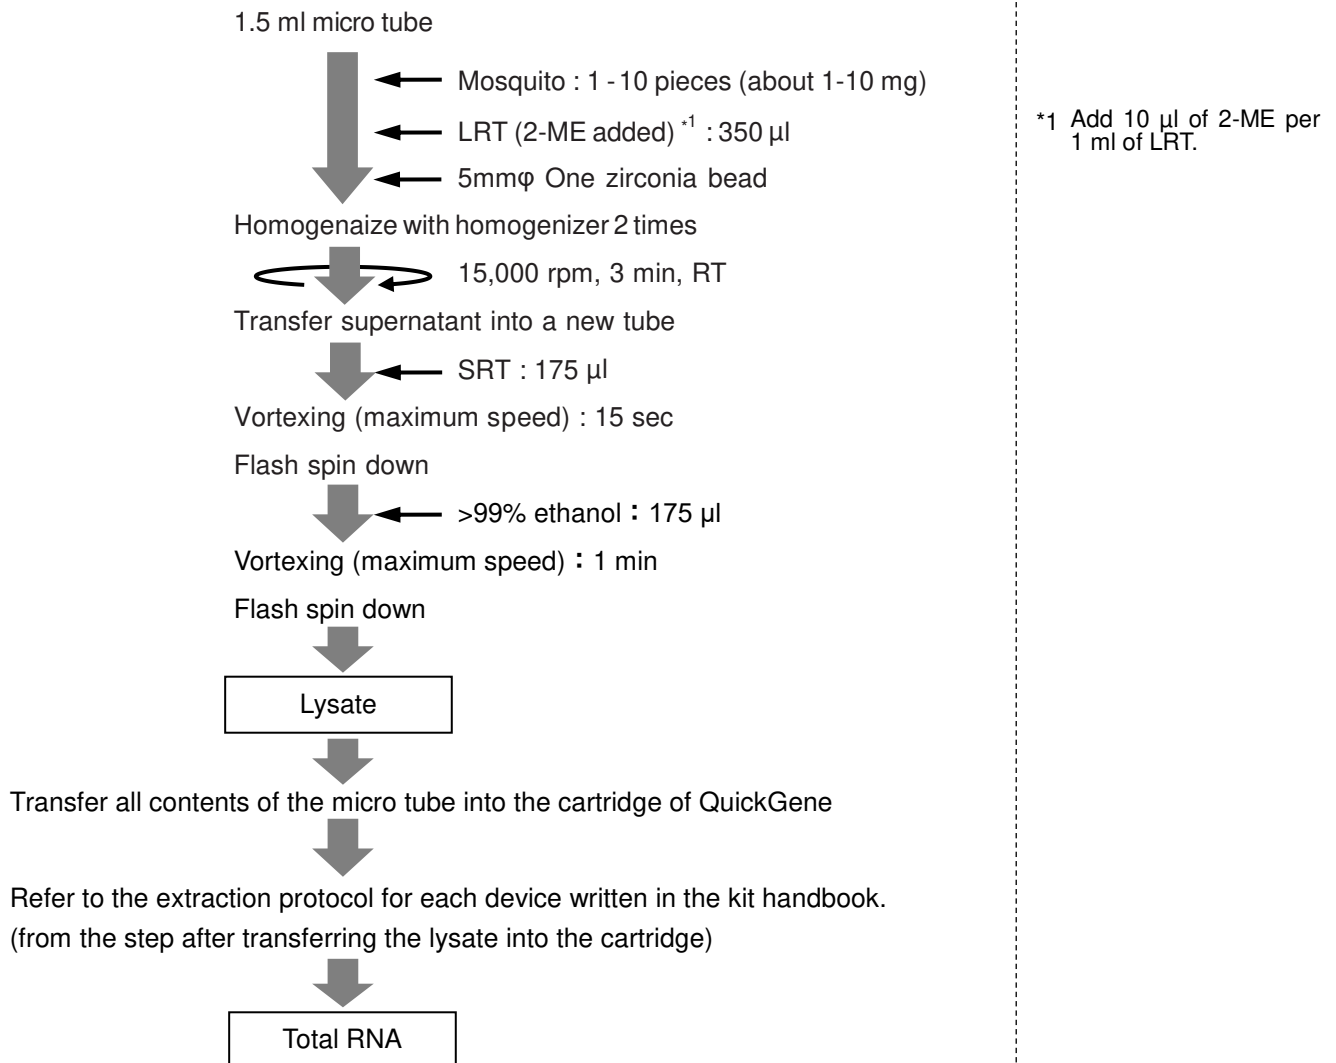 1.5 ml micro tube
Mosquito : 1 - 10 pieces (about 1-10 mg)
LRT (2-ME added) *1 : 350 µl
5mmφ One zirconia bead
Homogenaize with homogenizer 2 times
15,000 rpm, 3 min, RT
Transfer supernatant into a new tube
SRT : 175 µl
Vortexing (maximum speed) : 15 sec
Flash spin down
>99% ethanol : 175 µl
Vortexing (maximum speed) : 1 min
Flash spin down
Lysate
Transfer all contents of the micro tube into the cartridge of QuickGene
Refer to the extraction protocol for each device written in the kit handbook.
(from the step after transferring the lysate into the cartridge)
Total RNA
*1 Add 10 µl of 2-ME per
1 ml of LRT.